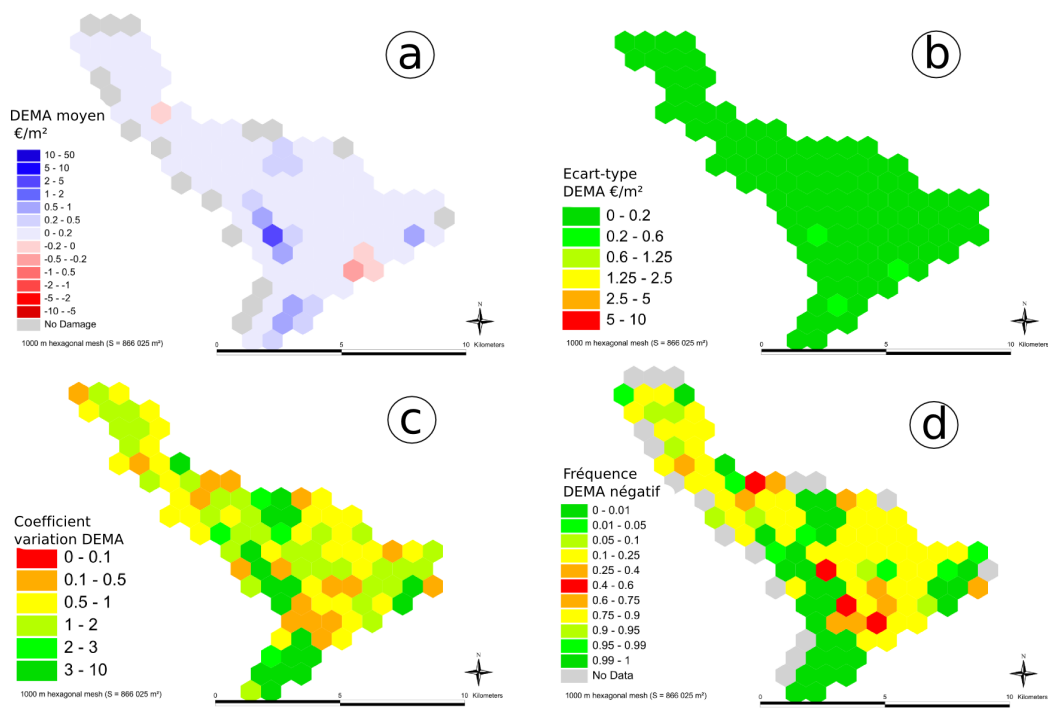 a
DEMA moyen
€/m²
10 - 50
5 - 10
2 - 5
1 - 2
0.5 - 1
0.2 - 0.5
0 - 0.2
-0.2 - 0
-0.5 - -0.2
-1 - 0.5
-2 - -1
-5 - -2
-10 - -5
No Damage
1000 m hexagonal mesh (S = 866 025 m²)
N
0 5 10 Kilometers
b
Ecart-type
DEMA €/m²
0 - 0.2
0.2 - 0.6
0.6 - 1.25
1.25 - 2.5
2.5 - 5
5 - 10
1000 m hexagonal mesh (S = 866 025 m²)
N
0 5 10 Kilometers
c
Coefficient
variation DEMA
0 - 0.1
0.1 - 0.5
0.5 - 1
1 - 2
2 - 3
3 - 10
1000 m hexagonal mesh (S = 866 025 m²)
N
0 5 10 Kilometers
d
Fréquence
DEMA négatif
0 - 0.01
0.01 - 0.05
0.05 - 0.1
0.1 - 0.25
0.25 - 0.4
0.4 - 0.6
0.6 - 0.75
0.75 - 0.9
0.9 - 0.95
0.95 - 0.99
0.99 - 1
No Data
1000 m hexagonal mesh (S = 866 025 m²)
N
0 5 10 Kilometers